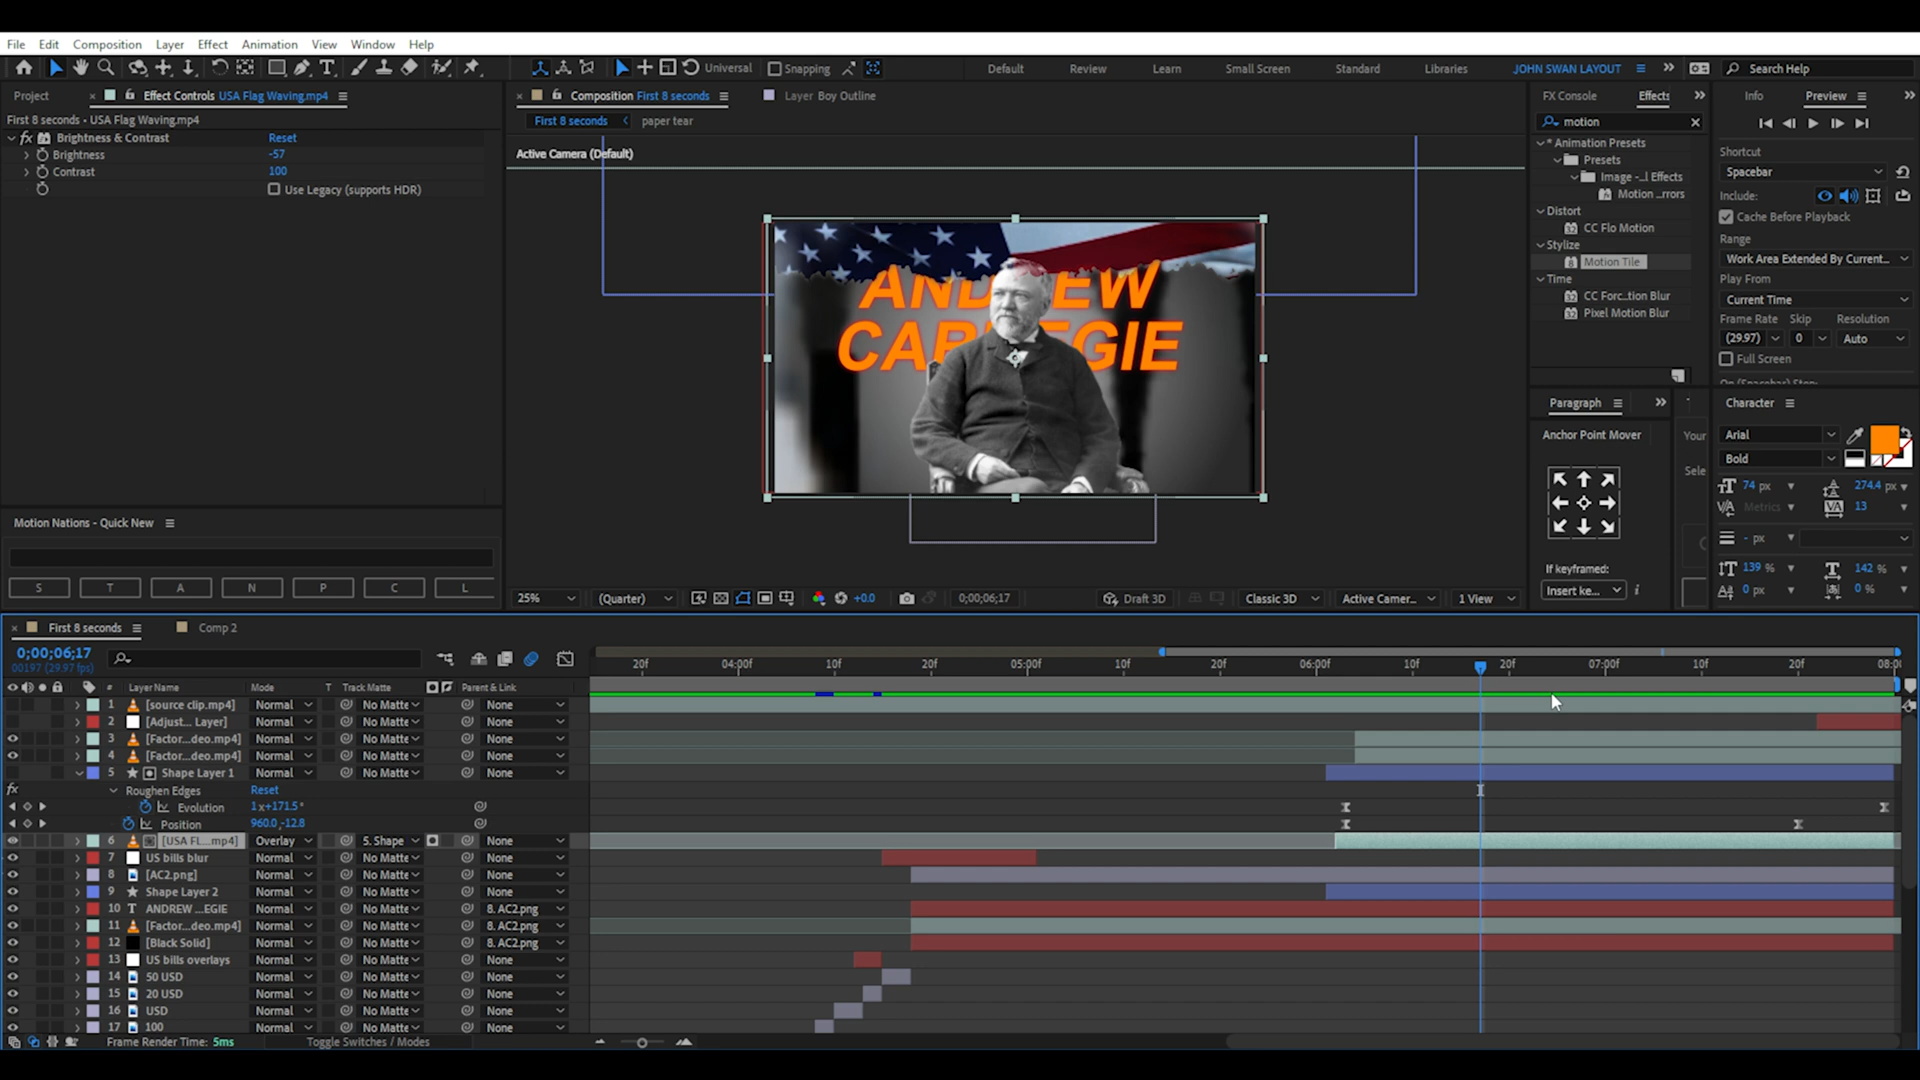 File Edit Composition Layer Effect Animation View Window Help
Universal Snapping Default Review Learn Small Screen Standard Libraries JOHN SWAN LAYOUT Search Help
Project Effect Controls USA Flag Waving.mp4
First 8 seconds • USA Flag Waving.mp4
fx Brightness & Contrast Reset
Brightness -57
Contrast 100
Use Legacy (supports HDR)
Motion Nations - Quick New
S T A N P C L
Composition First 8 seconds Layer Boy Outline
First 8 seconds paper tear
Active Camera (Default)
ANDREW
CARNEGIE
25% (Quarter) +0.0 0;00;06;17 Draft 3D Classic 3D Active Camer... 1 View
FX Console Effects
motion
* Animation Presets
Presets
Image -...l Effects
Motion ...rrors
Distort
CC Flo Motion
Stylize
Motion Tile
Time
CC Forc...tion Blur
Pixel Motion Blur
Paragraph
Anchor Point Mover
If keyframed:
Insert ke...
Your
Sele
Info Preview
Shortcut
Spacebar
Include:
Cache Before Playback
Range
Work Area Extended By Current...
Play From
Current Time
Frame Rate Skip Resolution
(29.97) 0 Auto
Full Screen
Character
Arial
Bold
74 px 274.4 px
Metrics 13
- px
139 % 142 %
0 px 0 %
First 8 seconds Comp 2
0;00;06;17
00197 (29.97 fps)
20f 04:00f 10f 20f 05:00f 10f 20f 06:00f 10f 20f 07:00f 10f 20f 08:0
# Layer Name Mode T Track Matte Parent & Link
1 [source clip.mp4] Normal No Matte None
2 [Adjust... Layer] Normal No Matte None
3 [Factor...deo.mp4] Normal No Matte None
4 [Factor...deo.mp4] Normal No Matte None
5 Shape Layer 1 Normal No Matte None
fx Roughen Edges Reset
Evolution 1x+171.5°
Position 960.0,-12.8
6 [USA FL...mp4] Overlay 5. Shape None
7 US bills blur Normal No Matte None
8 [AC2.png] Normal No Matte None
9 Shape Layer 2 Normal No Matte None
10 T ANDREW ...EGIE Normal No Matte 8. AC2.png
11 [Factor...deo.mp4] Normal No Matte 8. AC2.png
12 [Black Solid] Normal No Matte 8. AC2.png
13 US bills overlays Normal No Matte None
14 50 USD Normal No Matte None
15 20 USD Normal No Matte None
16 USD Normal No Matte None
17 100 Normal No Matte None
Frame Render Time: 5ms Toggle Switches / Modes